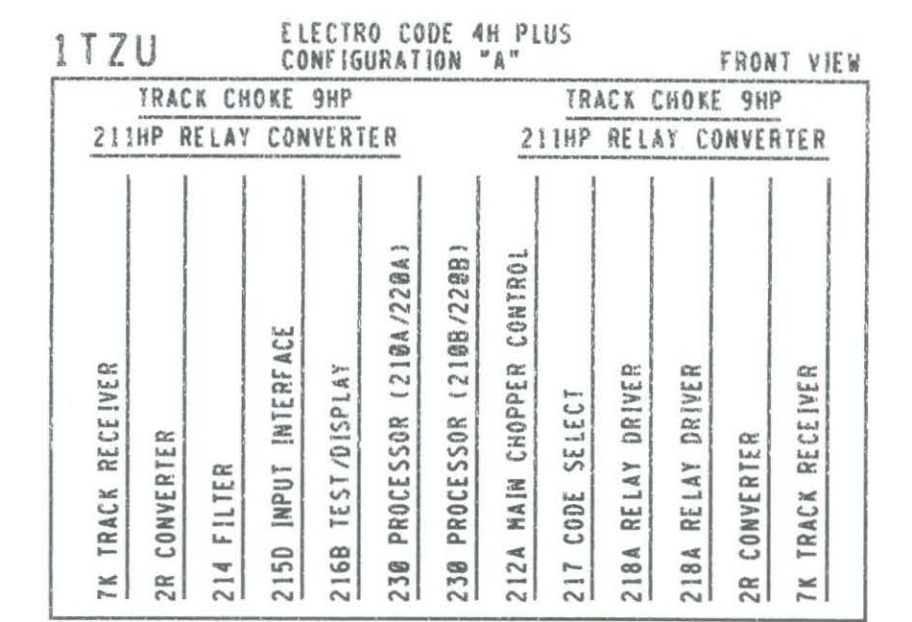 1TZU
ELECTRO CODE 4H PLUS
CONFIGURATION "A"
FRONT VIEW
TRACK CHOKE 9HP
211HP RELAY CONVERTER
TRACK CHOKE 9HP
211HP RELAY CONVERTER
7K TRACK RECEIVER
2R CONVERTER
214 FILTER
215D INPUT INTERFACE
216B TEST/DISPLAY
230 PROCESSOR (210A/220A)
230 PROCESSOR (210B/220B)
212A MAIN CHOPPER CONTROL
217 CODE SELECT
218A RELAY DRIVER
218A RELAY DRIVER
2R CONVERTER
7K TRACK RECEIVER